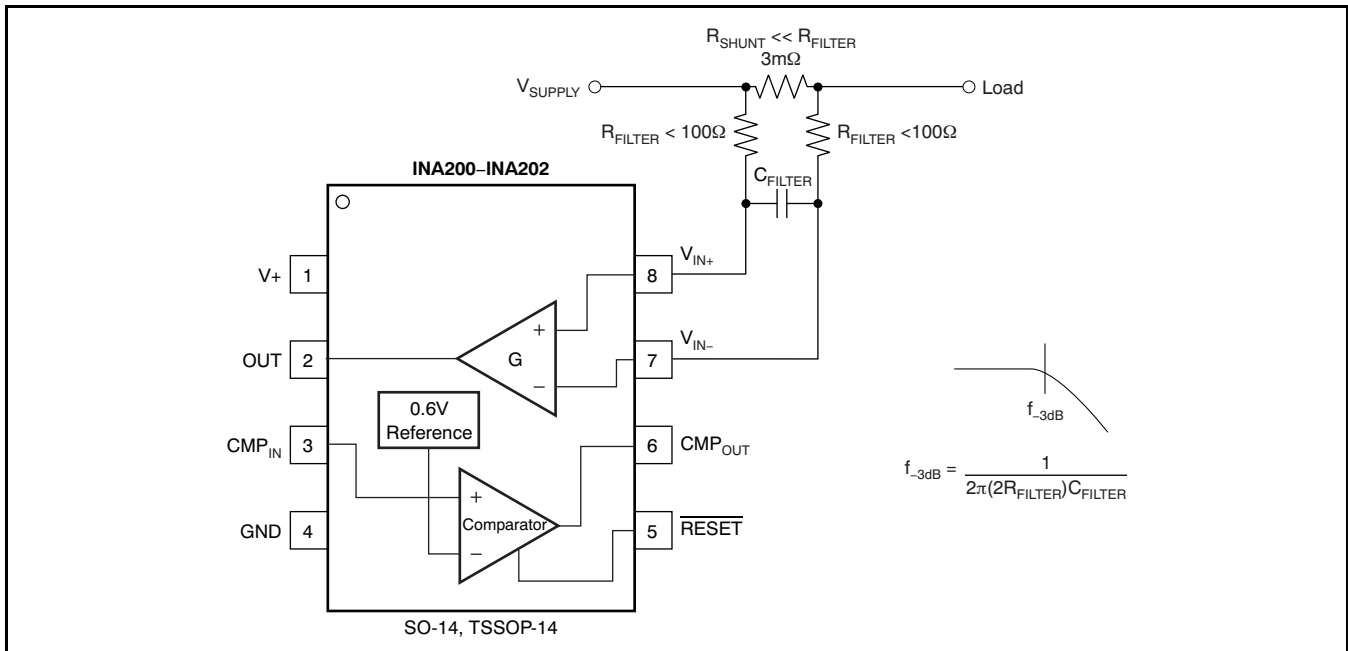 R_SHUNT << R_FILTER
3mΩ
V_SUPPLY
Load
R_FILTER < 100Ω
R_FILTER <100Ω
C_FILTER
INA200−INA202
V+ 1
OUT 2
CMP_IN 3
GND 4
8 V_IN+
7 V_IN−
6 CMP_OUT
5 R̅E̅S̅E̅T̅
+
G
−
0.6V
Reference
+
Comparator
−
SO-14, TSSOP-14
f_−3dB
f_−3dB = 1 / 2π(2R_FILTER)C_FILTER